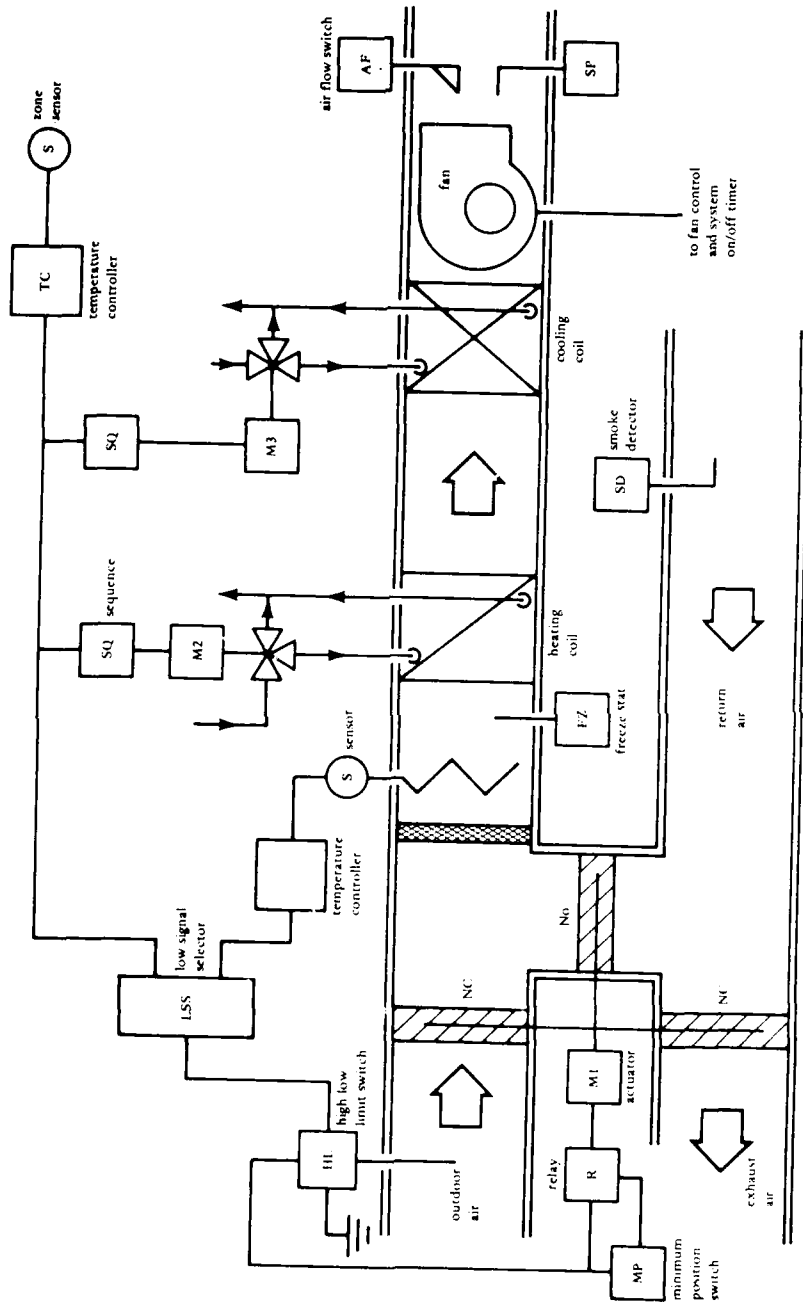 zone
sensor
S
TC
temperature
controller
SQ
sequence
SQ
M2
M3
low signal
selector
LSS
temperature
controller
S
sensor
high low
limit switch
HL
air flow switch
AF
outdoor
air
NC
fan
SP
heating
coil
cooling
coil
FZ
freeze stat
No
relay
R
M1
actuator
MP
minimum
position
switch
SD
smoke
detector
to fan control
and system
on/off timer
NC
exhaust
air
return
air